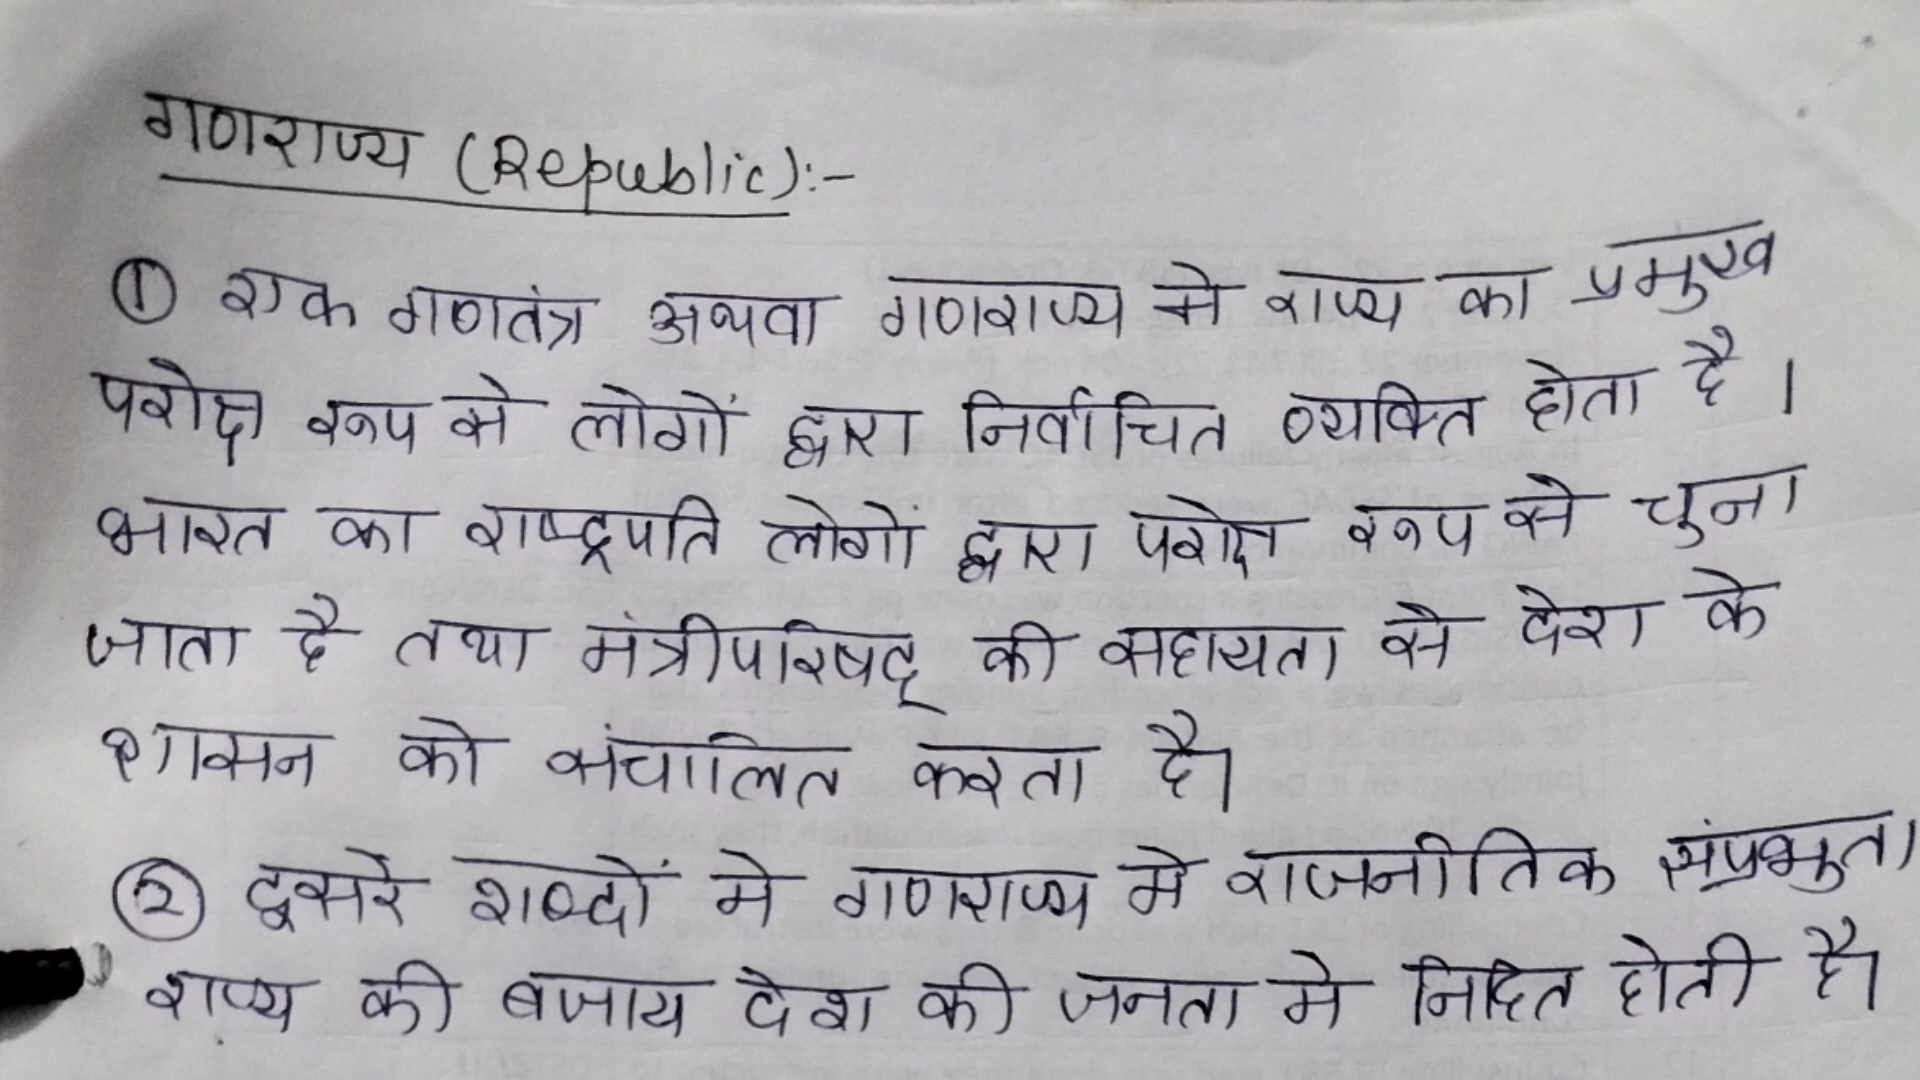 गणराज्य (Republic):-
① एक गणतंत्र अथवा गणराज्य मे राज्य का प्रमुख
परोक्ष रूप से लोगों द्वारा निर्वाचित व्यक्ति होता है ।
भारत का राष्ट्रपति लोगों द्वारा परोक्ष रूप से चुना
जाता है तथा मंत्रीपरिषद् की सहायता से देश के
शासन को संचालित करता है।
② दूसरे शब्दों मे गणराज्य मे राजनीतिक संप्रभुता
राज्य की बजाय देश की जनता मे निहित होती है।